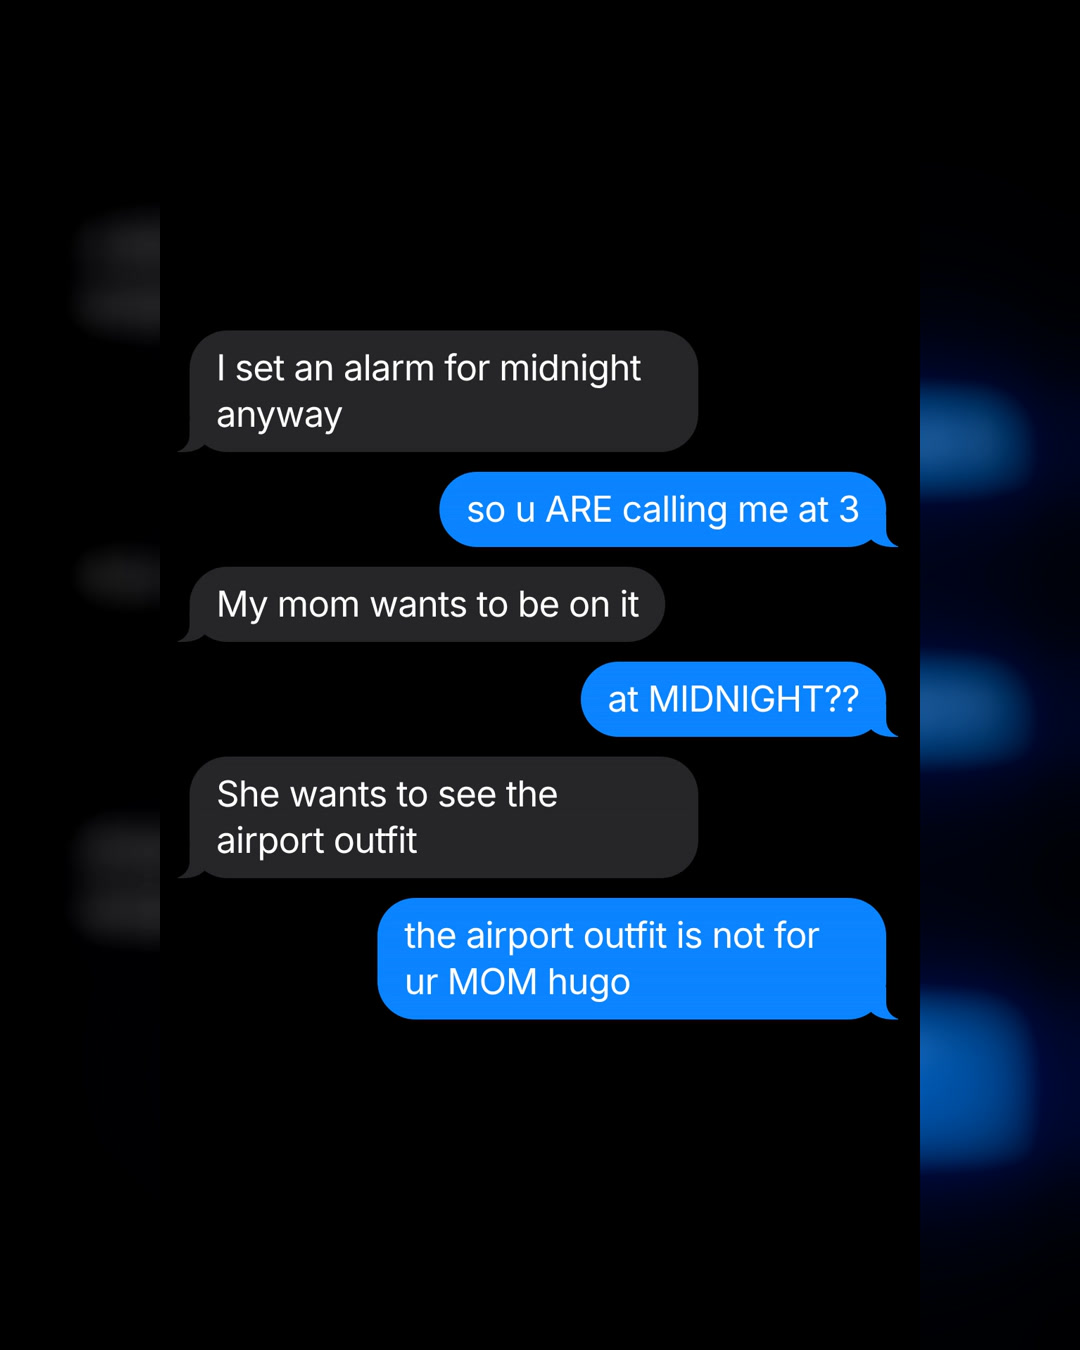 I set an alarm for midnight
anyway
so u ARE calling me at 3
My mom wants to be on it
at MIDNIGHT??
She wants to see the
airport outfit
the airport outfit is not for
ur MOM hugo